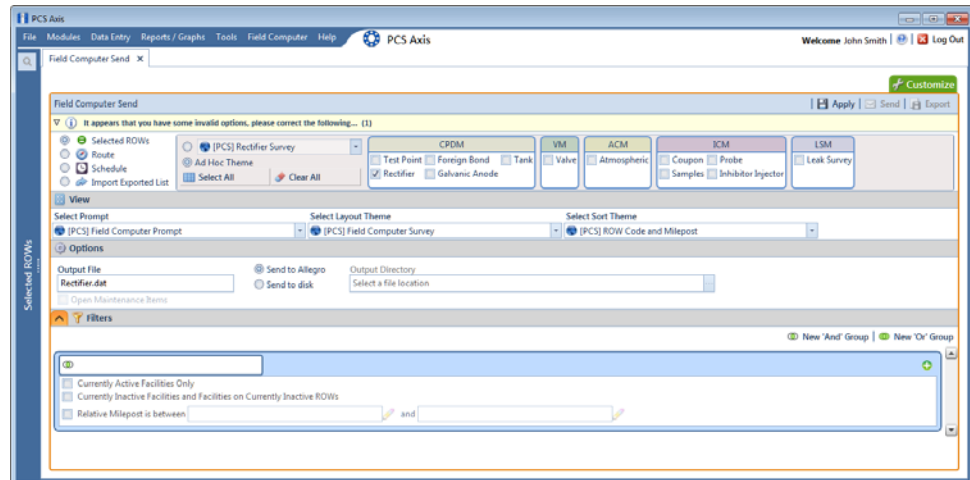 PCS Axis
File Modules Data Entry Reports / Graphs Tools Field Computer Help PCS Axis Welcome John Smith Log Out
Field Computer Send X
Customize
Field Computer Send Apply Send Export
It appears that you have some invalid options, please correct the following... (1)
Selected ROWs
Route
Schedule
Import Exported List
[PCS] Rectifier Survey
Ad Hoc Theme
Select All Clear All
CPDM
Test Point Foreign Bond Tank
Rectifier Galvanic Anode
VM
Valve
ACM
Atmospheric
ICM
Coupon Probe
Samples Inhibitor Injector
LSM
Leak Survey
View
Select Prompt Select Layout Theme Select Sort Theme
[PCS] Field Computer Prompt [PCS] Field Computer Survey [PCS] ROW Code and Milepost
Options
Output File Send to Allegro Output Directory
Rectifier.dat Send to disk Select a file location
Open Maintenance Items
Filters
New 'And' Group New 'Or' Group
Currently Active Facilities Only
Currently Inactive Facilities and Facilities on Currently Inactive ROWs
Relative Milepost is between and
Selected ROWs